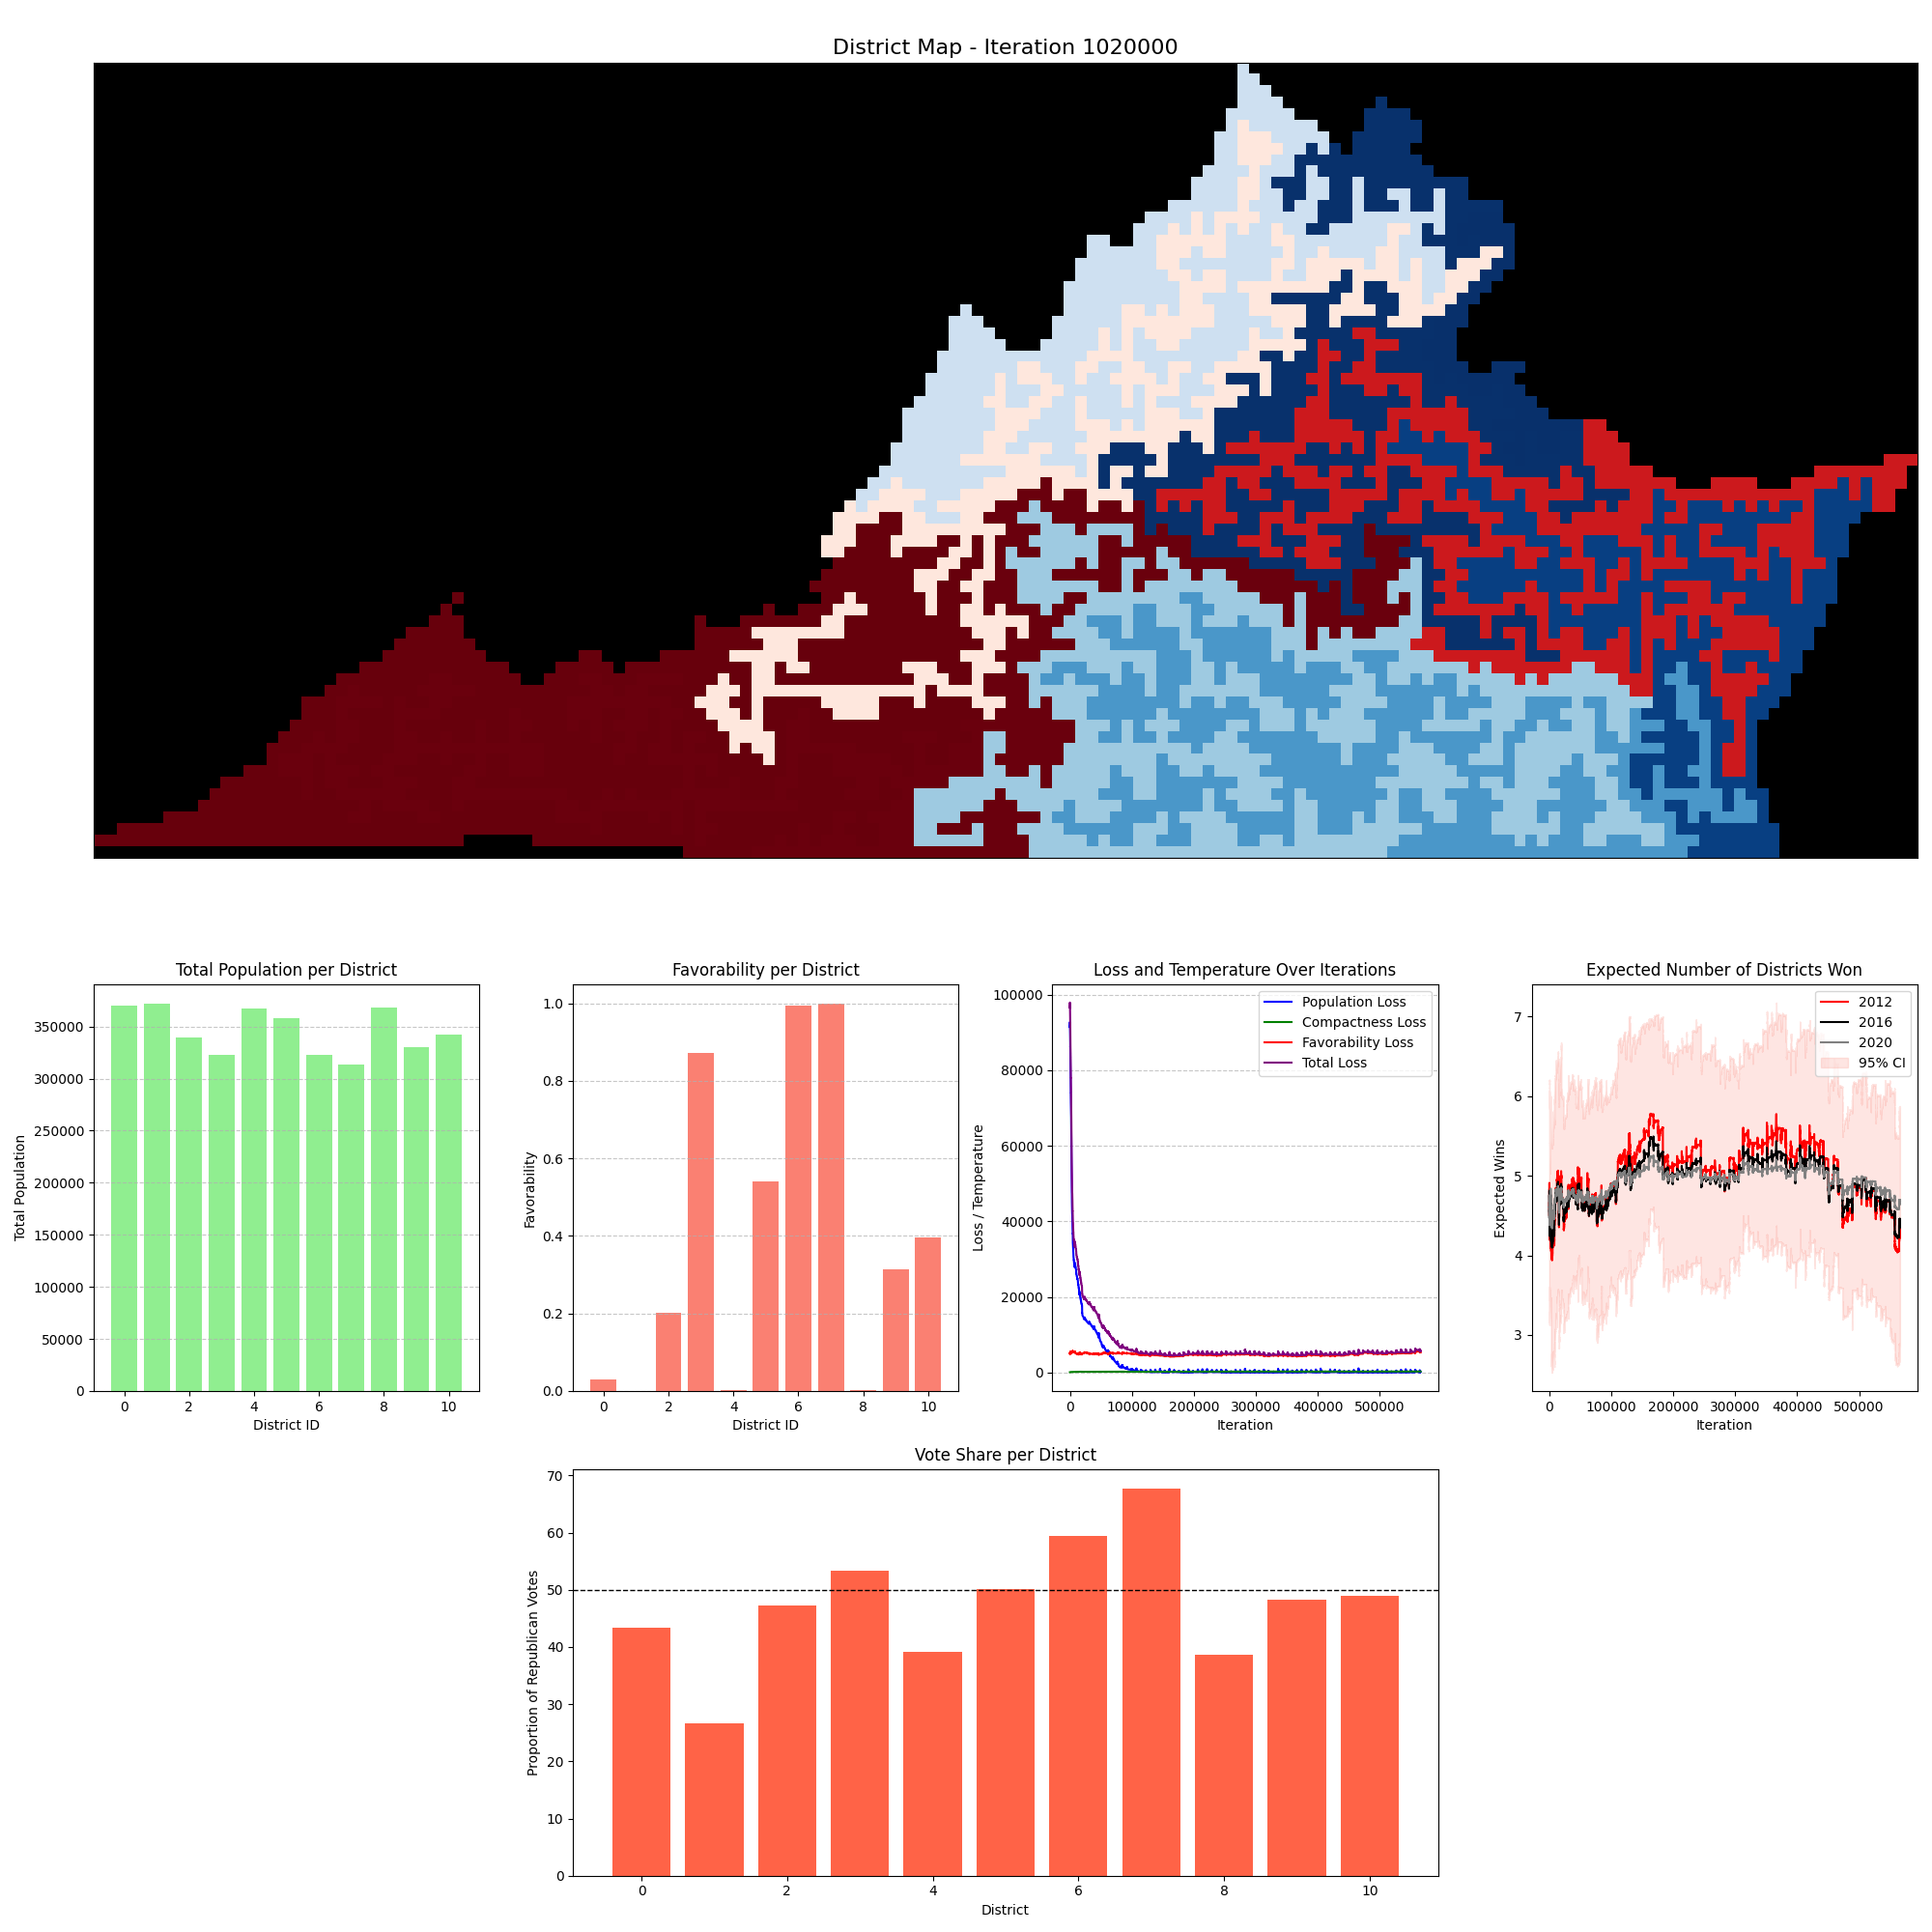 District Map - Iteration 1020000
Total Population per District
Total Population
350000
300000
250000
200000
150000
100000
50000
0
0 2 4 6 8 10
District ID
Favorability per District
Favorability
1.0
0.8
0.6
0.4
0.2
0.0
0 2 4 6 8 10
District ID
Loss and Temperature Over Iterations
Loss / Temperature
100000
80000
60000
40000
20000
0
Population Loss
Compactness Loss
Favorability Loss
Total Loss
0 100000 200000 300000 400000 500000
Iteration
Expected Number of Districts Won
Expected Wins
7
6
5
4
3
2012
2016
2020
95% CI
0 100000 200000 300000 400000 500000
Iteration
Vote Share per District
Proportion of Republican Votes
70
60
50
40
30
20
10
0
0 2 4 6 8 10
District